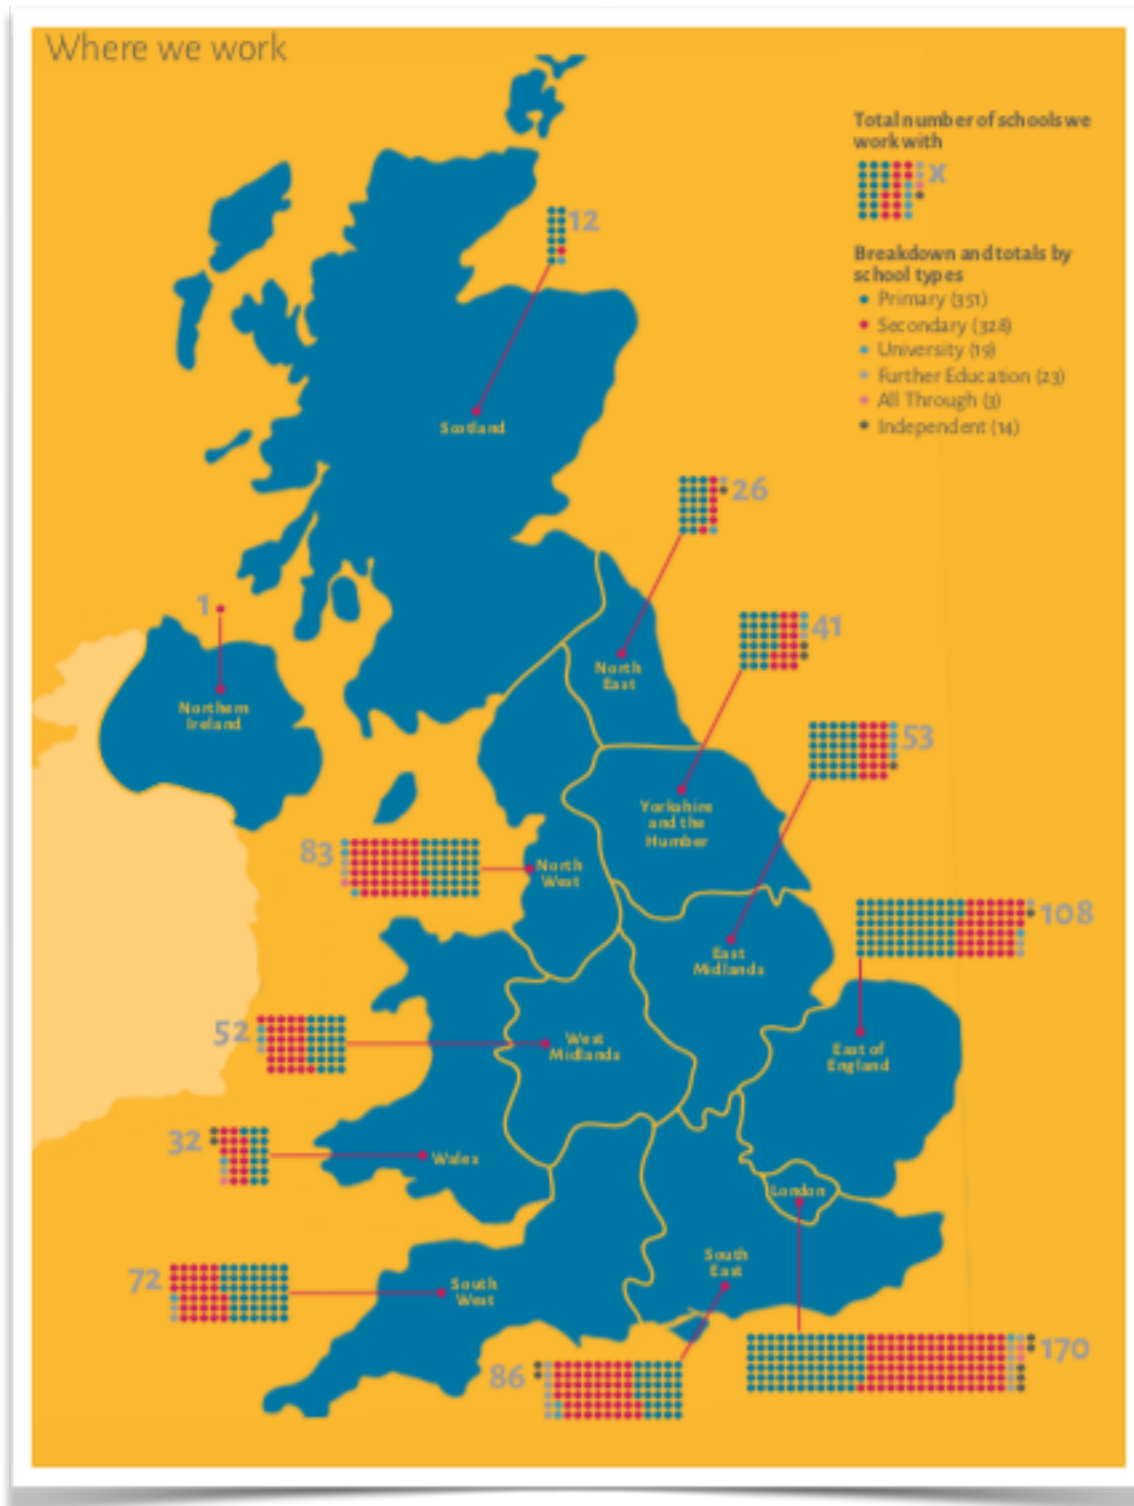 Where we work
Total number of schools we
work with
x
Breakdown and totals by
school types
Primary (351)
Secondary (328)
University (19)
Further Education (23)
All Through (3)
Independent (14)
12
Scotland
26
North
East
1
Northern
Ireland
41
Yorkshire
and the
Humber
53
East
Midlands
83
North
West
108
East of
England
52
West
Midlands
32
Wales
London
170
72
South
West
South
East
86